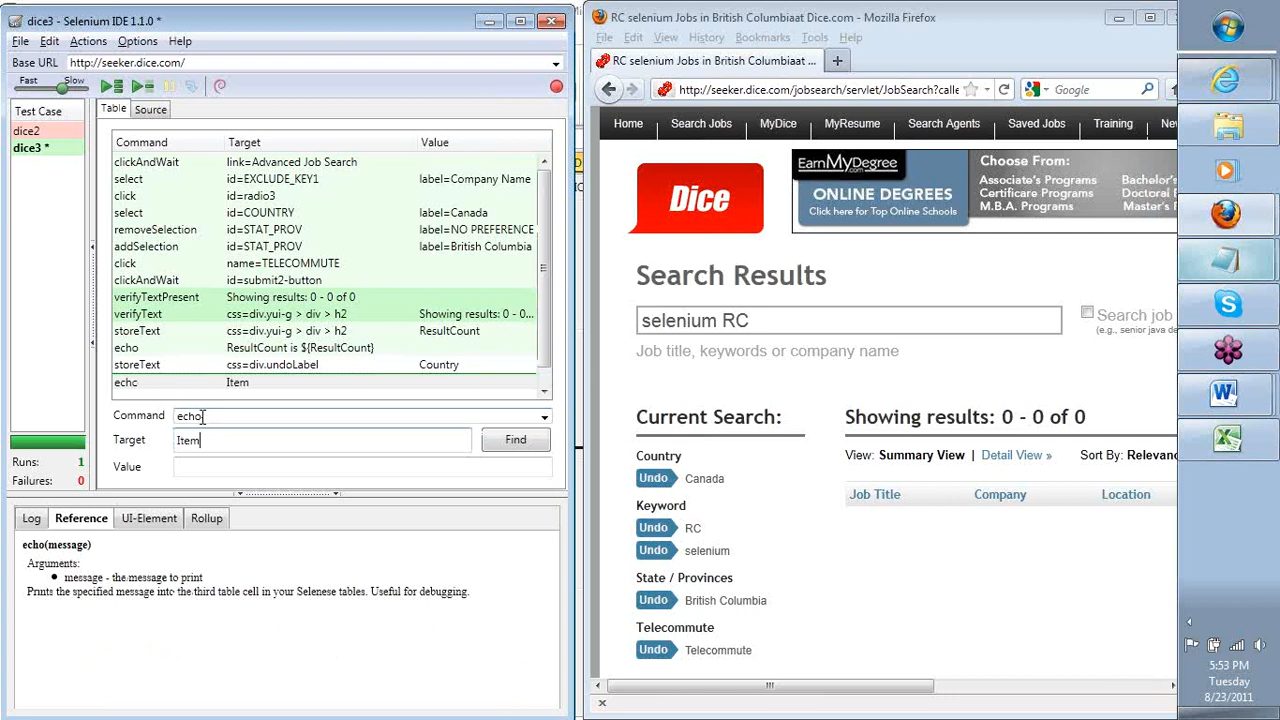 dice3 - Selenium IDE 1.1.0 *
File Edit Actions Options Help
Base URL http://seeker.dice.com/
Fast Slow
Test Case
dice2
dice3 *
Table Source
Command Target Value
clickAndWait link=Advanced Job Search
select id=EXCLUDE_KEY1 label=Company Name
click id=radio3
select id=COUNTRY label=Canada
removeSelection id=STAT_PROV label=NO PREFERENCE
addSelection id=STAT_PROV label=British Columbia
click name=TELECOMMUTE
clickAndWait id=submit2-button
verifyTextPresent Showing results: 0 - 0 of 0
verifyText css=div.yui-g > div > h2 Showing results: 0 - 0...
storeText css=div.yui-g > div > h2 ResultCount
echo ResultCount is ${ResultCount}
storeText css=div.undoLabel Country
echc Item
Command echo
Target Item Find
Value
Runs: 1
Failures: 0
Log Reference UI-Element Rollup
echo(message)
Arguments:
• message - the message to print
Prints the specified message into the third table cell in your Selenese tables. Useful for debugging.
RC selenium Jobs in British Columbiaat Dice.com - Mozilla Firefox
File Edit View History Bookmarks Tools Help
RC selenium Jobs in British Columbiaat ...
http://seeker.dice.com/jobsearch/servlet/JobSearch?calle
Google
Home Search Jobs MyDice MyResume Search Agents Saved Jobs Training Ne
Dice
EarnMyDegree
ONLINE DEGREES
Click here for Top Online Schools
Choose From:
Associate's Programs
Certificate Programs
M.B.A. Programs
Bachelor's
Doctoral
Master's
Search Results
selenium RC
Search job
(e.g., senior java de
Job title, keywords or company name
Current Search:
Country
Undo Canada
Keyword
Undo RC
Undo selenium
State / Provinces
Undo British Columbia
Telecommute
Undo Telecommute
Showing results: 0 - 0 of 0
View: Summary View | Detail View » Sort By: Relevanc
Job Title Company Location
5:53 PM
Tuesday
8/23/2011